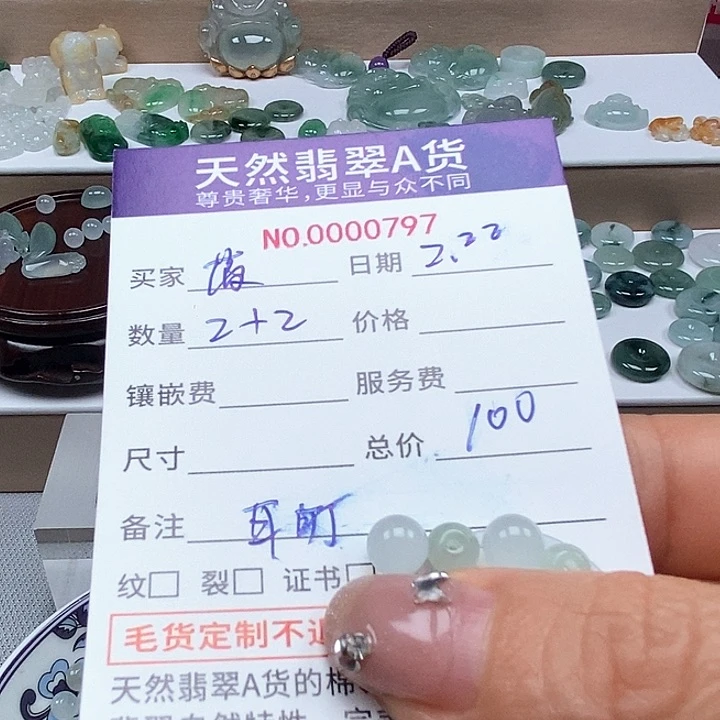 天然翡翠A货
尊贵奢华,更显与众不同
NO.0000797
买家 日期 2.22
数量 2+2 价格
镶嵌费 服务费
尺寸 总价 100
备注 耳
纹□ 裂□ 证书□
毛货定制不退
天然翡翠A货的棉